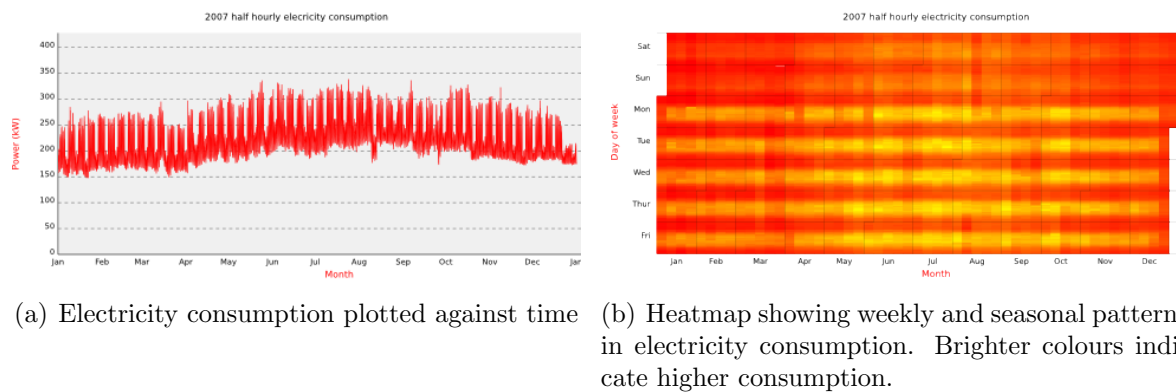 2007 half hourly electricity consumption
400
350
300
250
200
150
100
50
0
Power (kW)
Jan Feb Mar Apr May Jun Jul Aug Sep Oct Nov Dec Jan
Month
(a) Electricity consumption plotted against time
2007 half hourly electricity consumption
Sat
Sun
Mon
Tue
Wed
Thur
Fri
Day of week
Jan Feb Mar Apr May Jun Jul Aug Sep Oct Nov Dec
Month
(b) Heatmap showing weekly and seasonal pattern
in electricity consumption. Brighter colours indi
cate higher consumption.